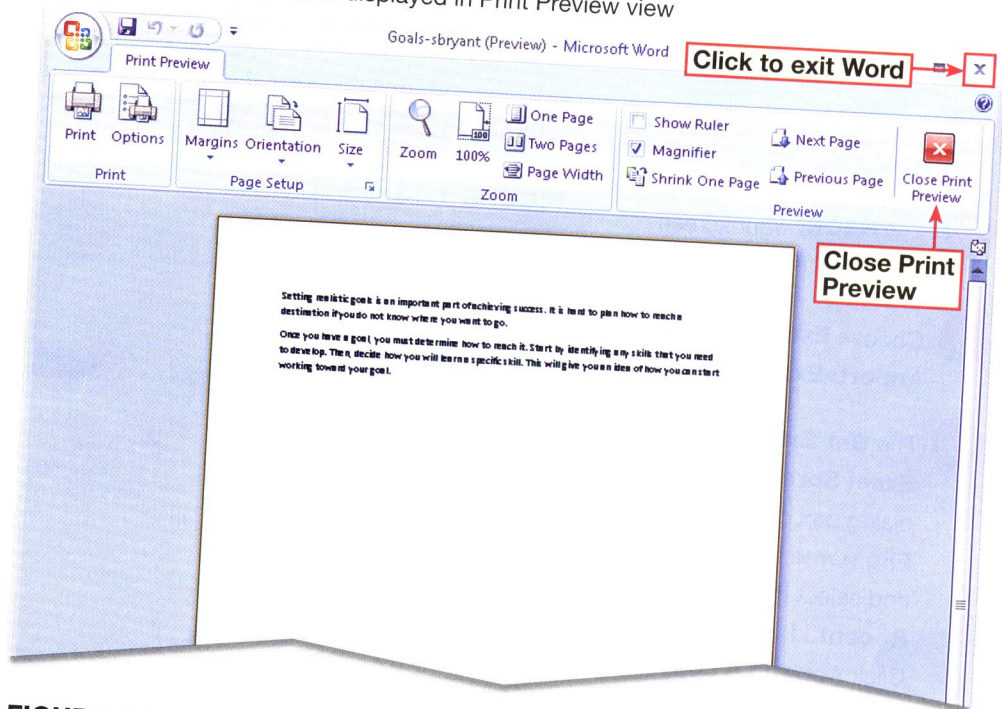 displayed in Print Preview view
Goals-sbryant (Preview) - Microsoft Word
Click to exit Word
Print Preview
Print
Options
Margins
Orientation
Size
Zoom
100%
100
One Page
Two Pages
Page Width
Show Ruler
Magnifier
Shrink One Page
Next Page
Previous Page
Close Print
Preview
Print
Page Setup
Zoom
Preview
Close Print
Preview
Setting realistic goals is an important part of achieving success. It is hard to plan how to reach a
destination if you do not know where you want to go.
Once you have a goal, you must determine how to reach it. Start by identifying any skills that you need
to develop. Then, decide how you will learn a specific skill. This will give you an idea of how you can start
working toward your goal.